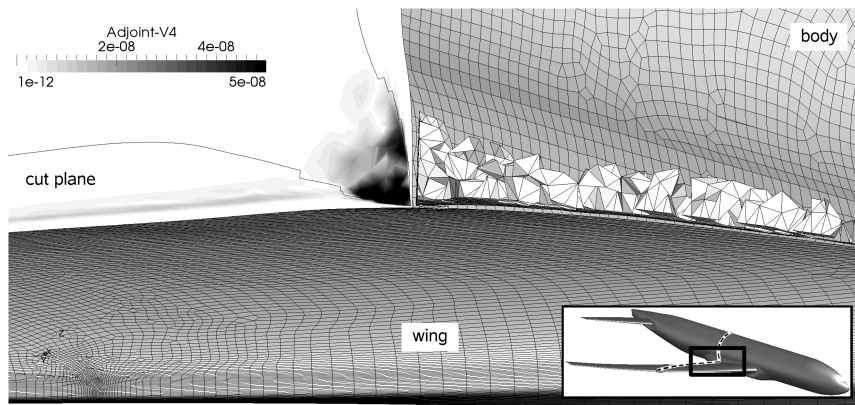 Adjoint-V4
2e-08 4e-08
1e-12 5e-08
body
cut plane
wing